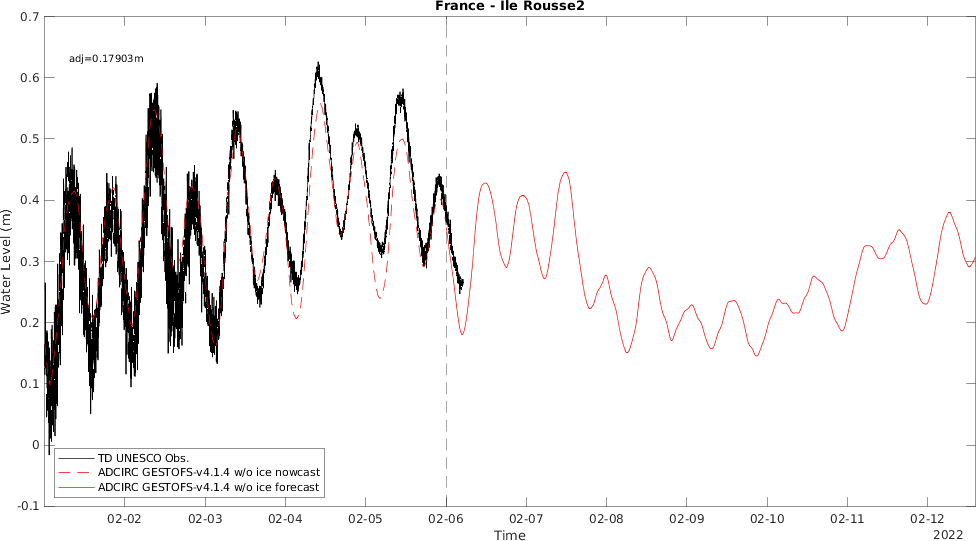 France - Ile Rousse2
adj=0.17903m
Water Level (m)
0.7
0.6
0.5
0.4
0.3
0.2
0.1
0
-0.1
TD UNESCO Obs.
ADCIRC GESTOFS-v4.1.4 w/o ice nowcast
ADCIRC GESTOFS-v4.1.4 w/o ice forecast
02-02 02-03 02-04 02-05 02-06 02-07 02-08 02-09 02-10 02-11 02-12
Time
2022